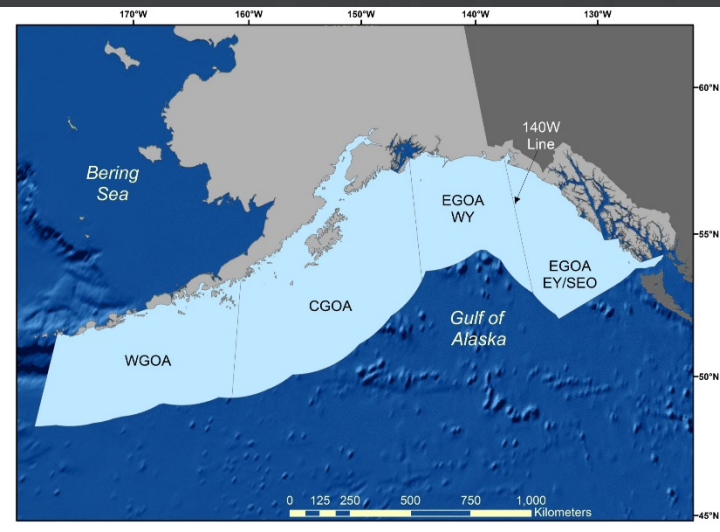 170°W 160°W 150°W 140°W 130°W
60°N
140W
Line
Bering
Sea
EGOA
WY
55°N
EGOA
EY/SEO
CGOA
Gulf of
Alaska
WGOA
50°N
0 125 250 500 750 1,000
Kilometers
45°N